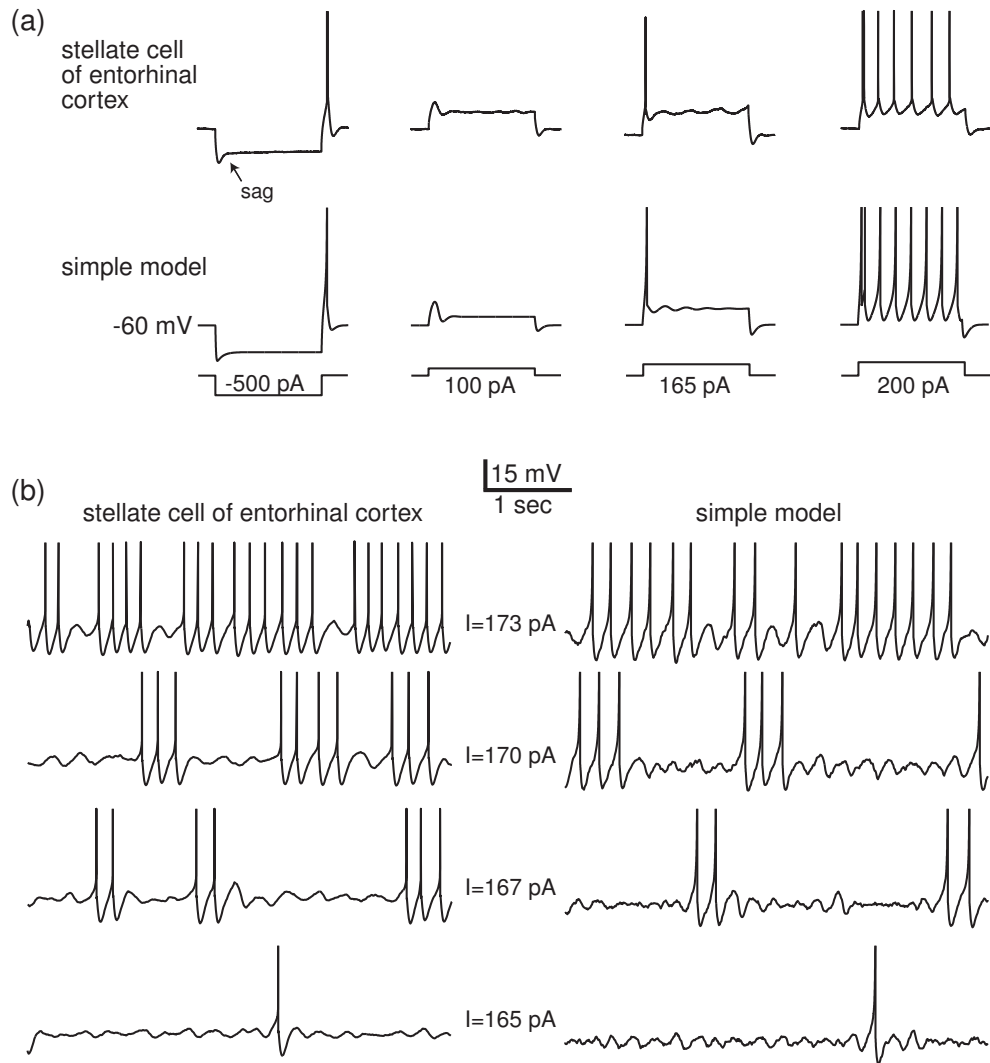 (a)
stellate cell
of entorhinal
cortex
sag
simple model
-60 mV
-500 pA
100 pA
165 pA
200 pA
(b)
15 mV
1 sec
stellate cell of entorhinal cortex
simple model
I=173 pA
I=170 pA
I=167 pA
I=165 pA